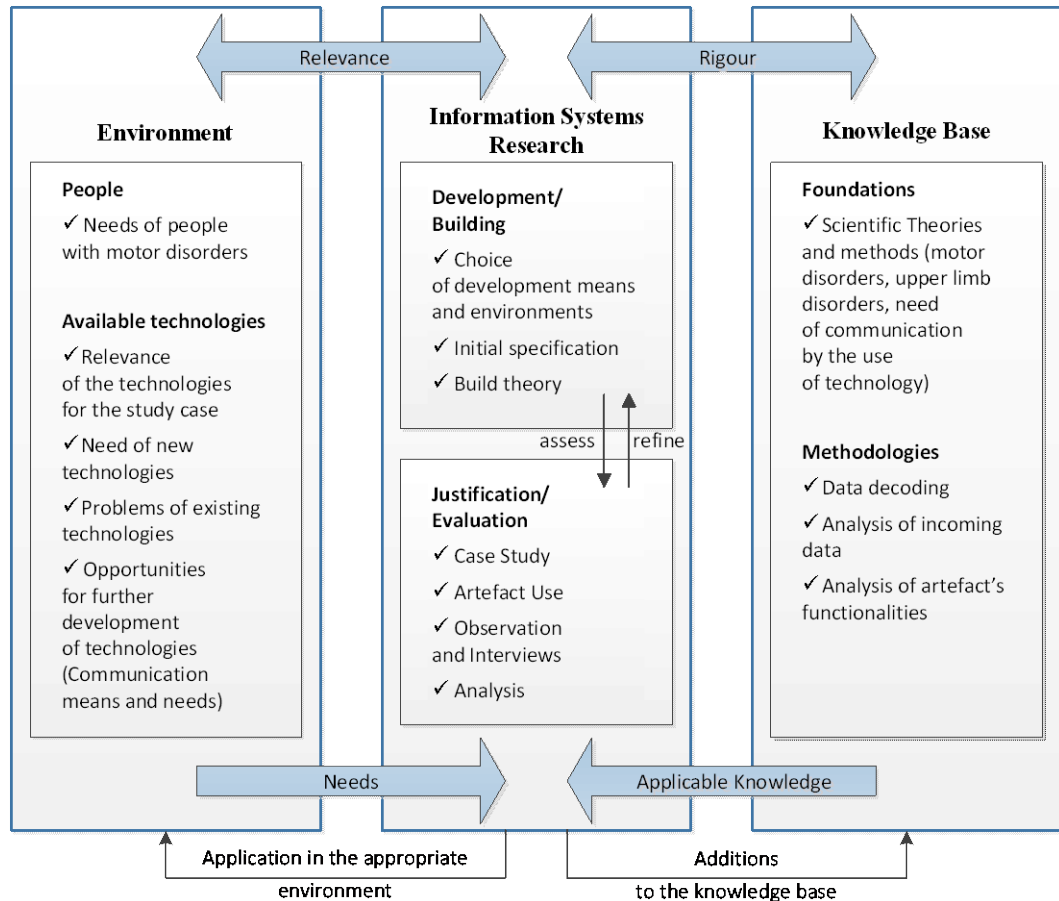 Relevance
Rigour
Environment
People
✓ Needs of people
with motor disorders
Available technologies
✓ Relevance
of the technologies
for the study case
✓ Need of new
technologies
✓ Problems of existing
technologies
✓ Opportunities
for further
development
of technologies
(Communication
means and needs)
Information Systems
Research
Development/
Building
✓ Choice
of development means
and environments
✓ Initial specification
✓ Build theory
assess
refine
Justification/
Evaluation
✓ Case Study
✓ Artefact Use
✓ Observation
and Interviews
✓ Analysis
Knowledge Base
Foundations
✓ Scientific Theories
and methods (motor
disorders, upper limb
disorders, need
of communication
by the use
of technology)
Methodologies
✓ Data decoding
✓ Analysis of incoming
data
✓ Analysis of artefact's
functionalities
Needs
Applicable Knowledge
Application in the appropriate
environment
Additions
to the knowledge base